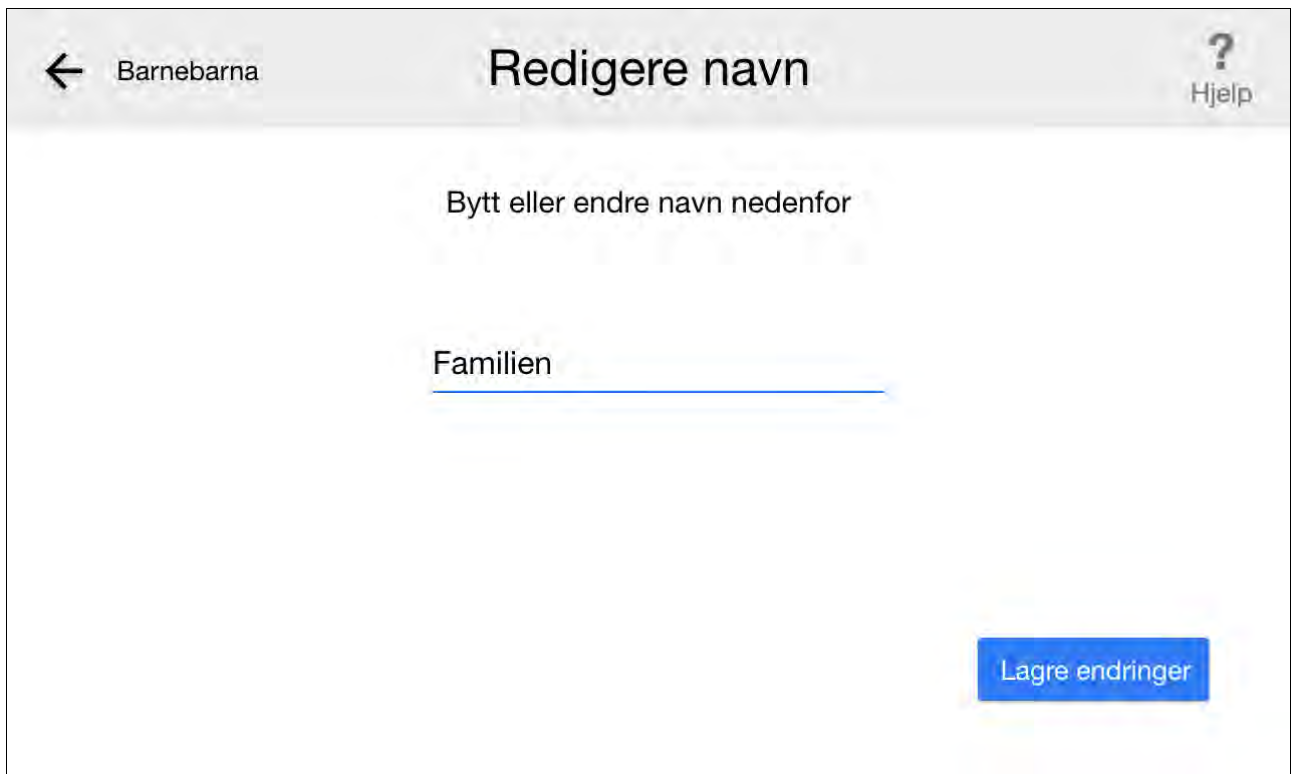 Barnebarna
Redigere navn
?
Hjelp
Bytt eller endre navn nedenfor
Familien
Lagre endringer